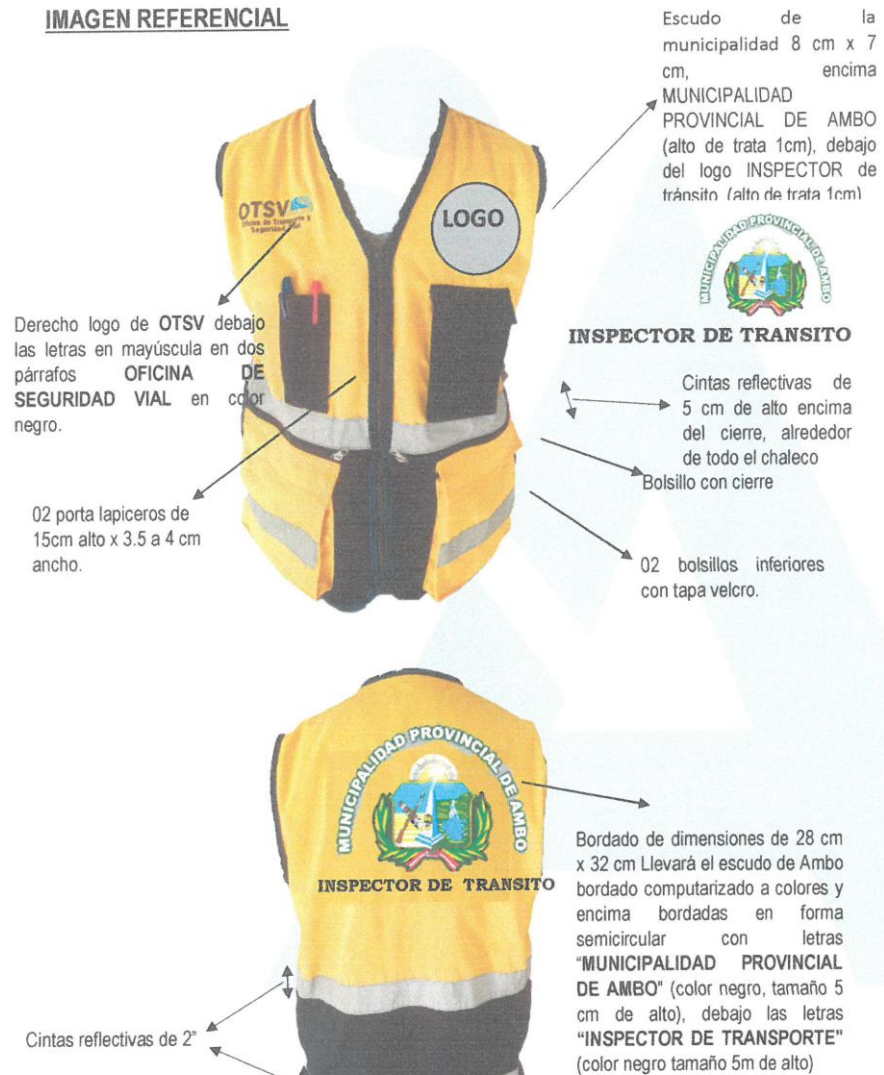 IMAGEN REFERENCIAL
Escudo de la
municipalidad 8 cm x 7
cm, encima
MUNICIPALIDAD
PROVINCIAL DE AMBO
(alto de trata 1cm), debajo
del logo INSPECTOR de
tránsito (alto de trata 1cm)
OTSV
Oficina de Transporte y
Seguridad Vial
LOGO
MUNICIPALIDAD PROVINCIAL DE AMBO
INSPECTOR DE TRANSITO
Derecho logo de OTSV debajo
las letras en mayúscula en dos
párrafos OFICINA DE
SEGURIDAD VIAL en color
negro.
Cintas reflectivas de
5 cm de alto encima
del cierre, alrededor
de todo el chaleco
Bolsillo con cierre
02 porta lapiceros de
15cm alto x 3.5 a 4 cm
ancho.
02 bolsillos inferiores
con tapa velcro.
MUNICIPALIDAD PROVINCIAL DE AMBO
INSPECTOR DE TRANSITO
Bordado de dimensiones de 28 cm
x 32 cm Llevará el escudo de Ambo
bordado computarizado a colores y
encima bordadas en forma
semicircular con letras
“MUNICIPALIDAD PROVINCIAL
DE AMBO" (color negro, tamaño 5
cm de alto), debajo las letras
“INSPECTOR DE TRANSPORTE"
(color negro tamaño 5m de alto)
Cintas reflectivas de 2"